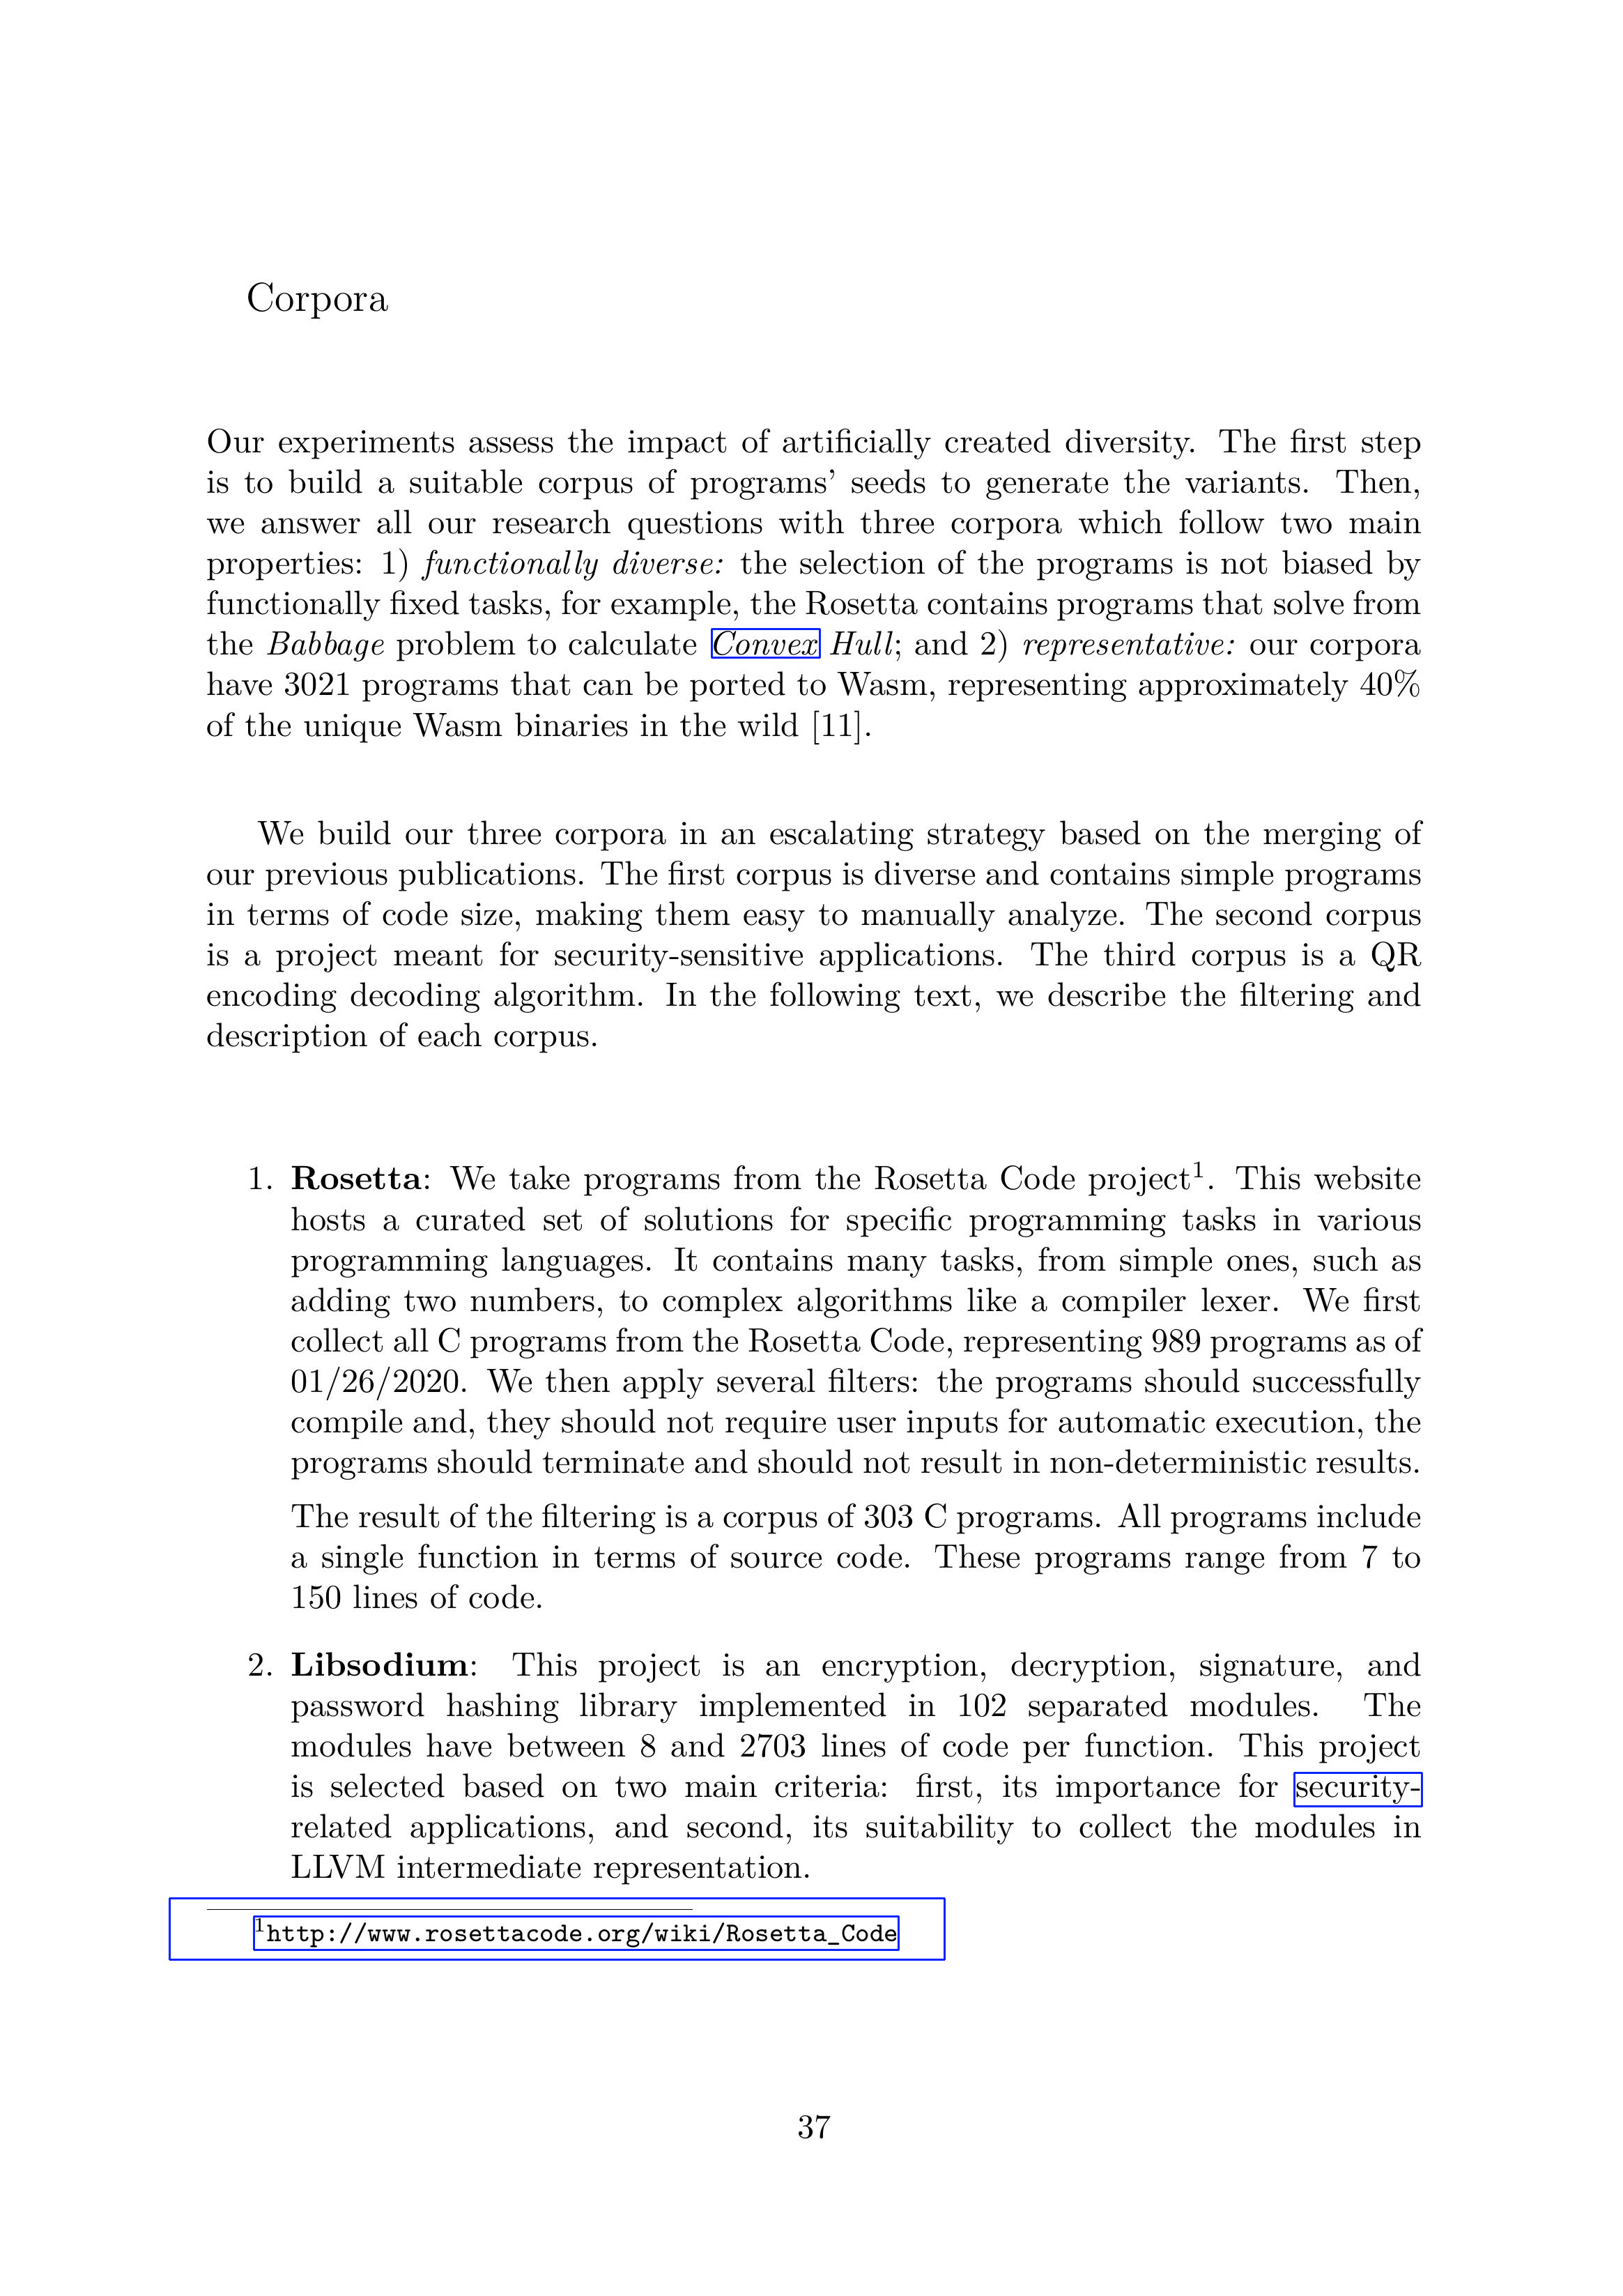 Corpora
Our experiments assess the impact of artificially created diversity. The first step
is to build a suitable corpus of programs' seeds to generate the variants. Then,
we answer all our research questions with three corpora which follow two main
properties: 1) functionally diverse: the selection of the programs is not biased by
functionally fixed tasks, for example, the Rosetta contains programs that solve from
the Babbage problem to calculate Convex Hull; and 2) representative: our corpora
have 3021 programs that can be ported to Wasm, representing approximately 40%
of the unique Wasm binaries in the wild [11].
We build our three corpora in an escalating strategy based on the merging of
our previous publications. The first corpus is diverse and contains simple programs
in terms of code size, making them easy to manually analyze. The second corpus
is a project meant for security-sensitive applications. The third corpus is a QR
encoding decoding algorithm. In the following text, we describe the filtering and
description of each corpus.
1. Rosetta: We take programs from the Rosetta Code project1. This website
hosts a curated set of solutions for specific programming tasks in various
programming languages. It contains many tasks, from simple ones, such as
adding two numbers, to complex algorithms like a compiler lexer. We first
collect all C programs from the Rosetta Code, representing 989 programs as of
01/26/2020. We then apply several filters: the programs should successfully
compile and, they should not require user inputs for automatic execution, the
programs should terminate and should not result in non-deterministic results.
The result of the filtering is a corpus of 303 C programs. All programs include
a single function in terms of source code. These programs range from 7 to
150 lines of code.
2. Libsodium: This project is an encryption, decryption, signature, and
password hashing library implemented in 102 separated modules. The
modules have between 8 and 2703 lines of code per function. This project
is selected based on two main criteria: first, its importance for security-
related applications, and second, its suitability to collect the modules in
LLVM intermediate representation.
1http://www.rosettacode.org/wiki/Rosetta_Code
37